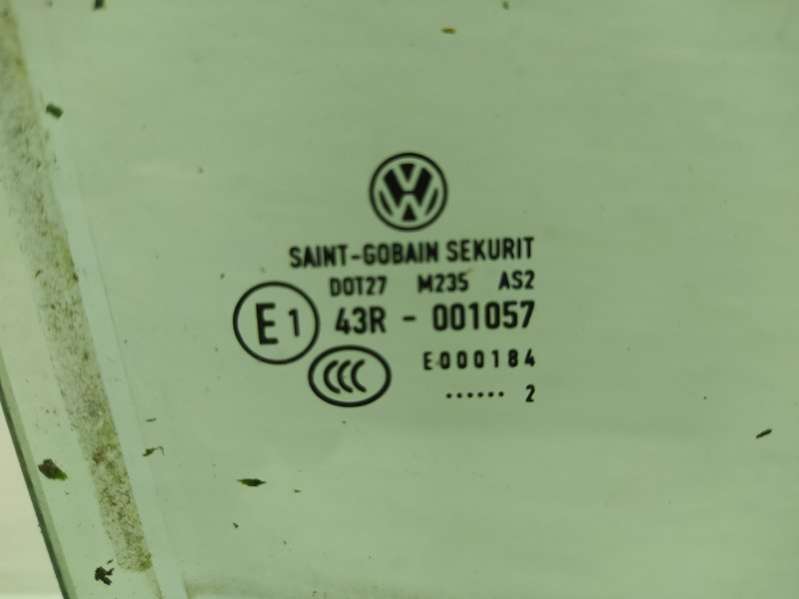 SAINT-GOBAIN SEKURIT
DOT27 M235 AS2
E1 43R - 001057
CCC E000184
...... 2